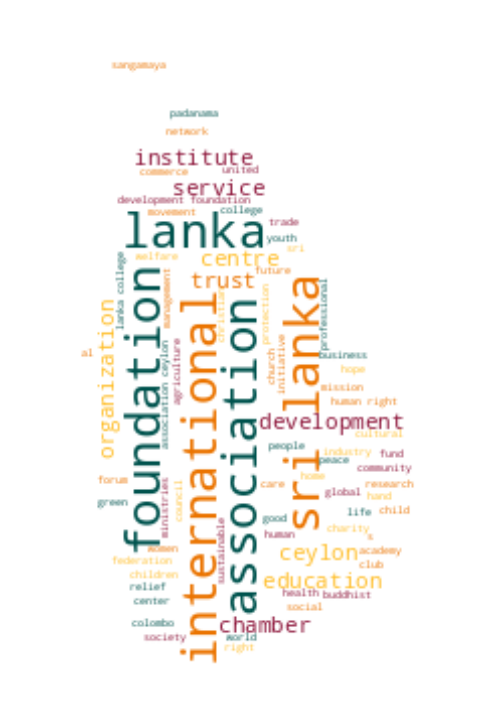 sangamaya
padanama
network
institute
commerce united
service
development foundation
movement college
lanka
trade
youth
sri
welfare centre
lanka college
future
trust
management
foundation
international
association
sri lanka
christian
protection
professional
organization
al
association ceylon
agriculture
church
initiative
business
hope
mission
human right
development
cultural
people
industry
fund
peace
community
forum
care
home
research
green
ministries
council
global
hand
life
child
good
human
charity
s
sustainable
women
ceylon
academy
federation
club
children
education
relief
health
buddhist
center
social
colombo
chamber
society
world
right